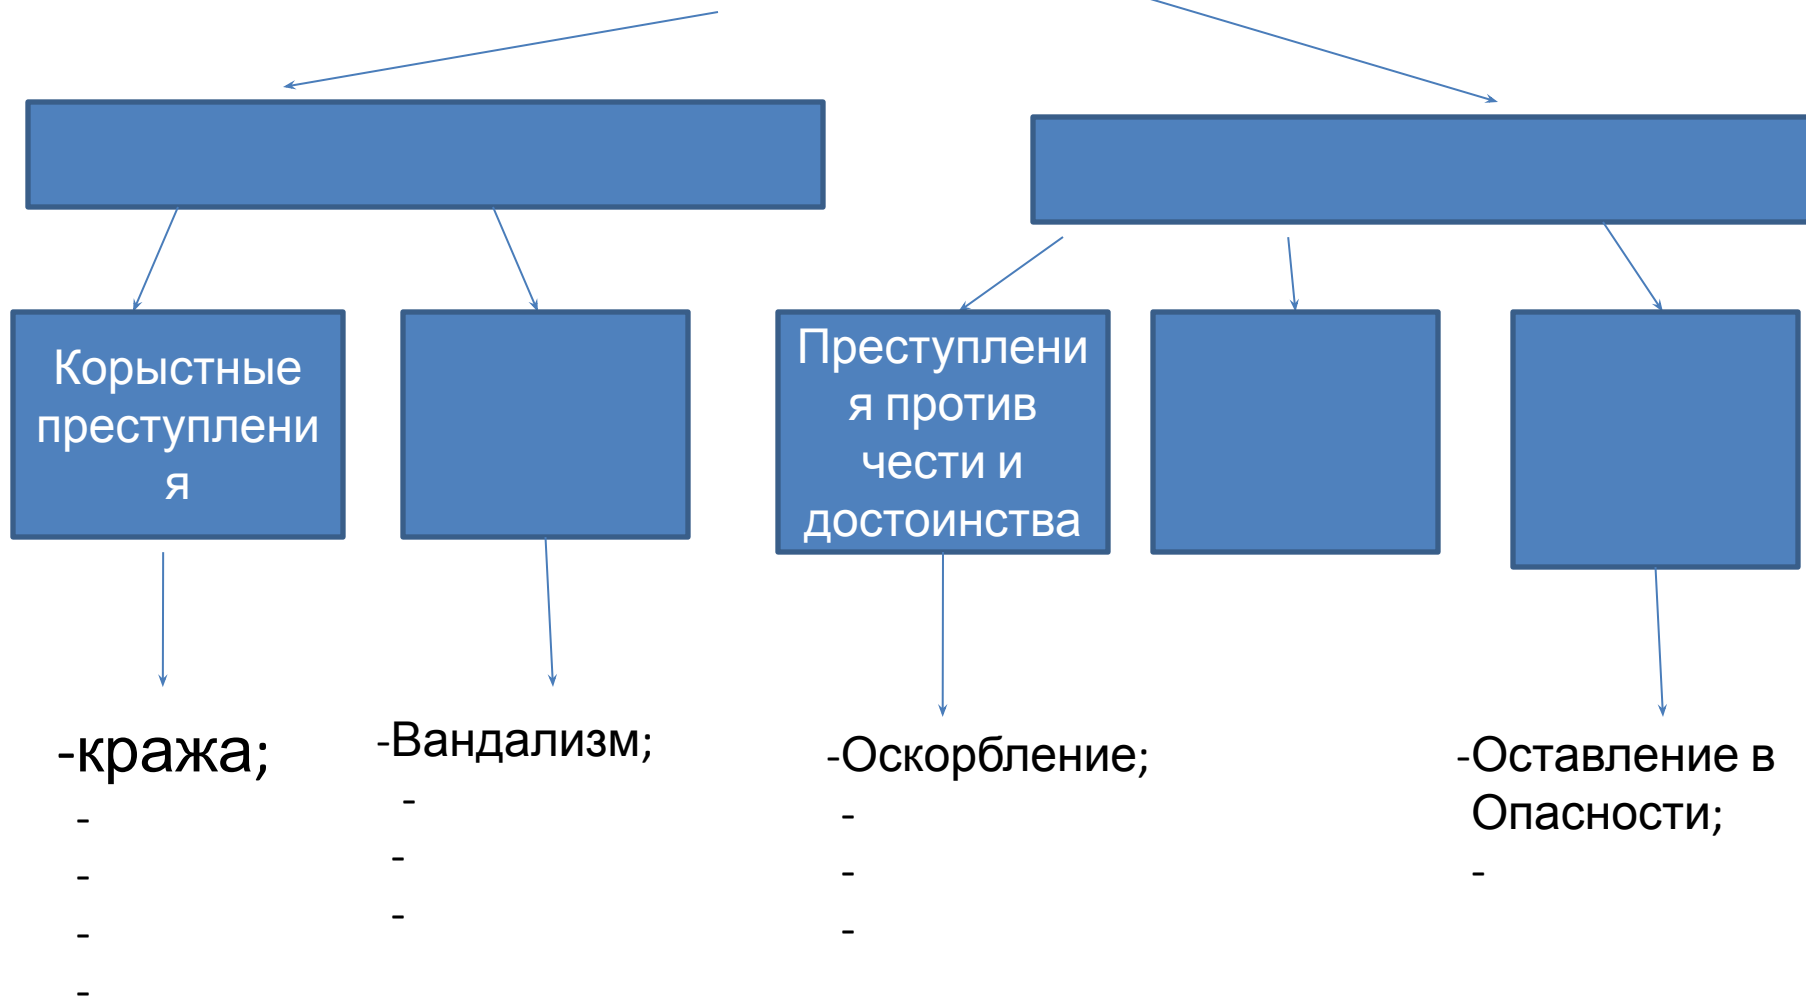 Корыстные
преступлени
я
Преступлени
я против
чести и
достоинства
-кража;
-
-
-
-
-Вандализм;
-
-
-
-Оскорбление;
-
-
-
-Оставление в
Опасности;
-